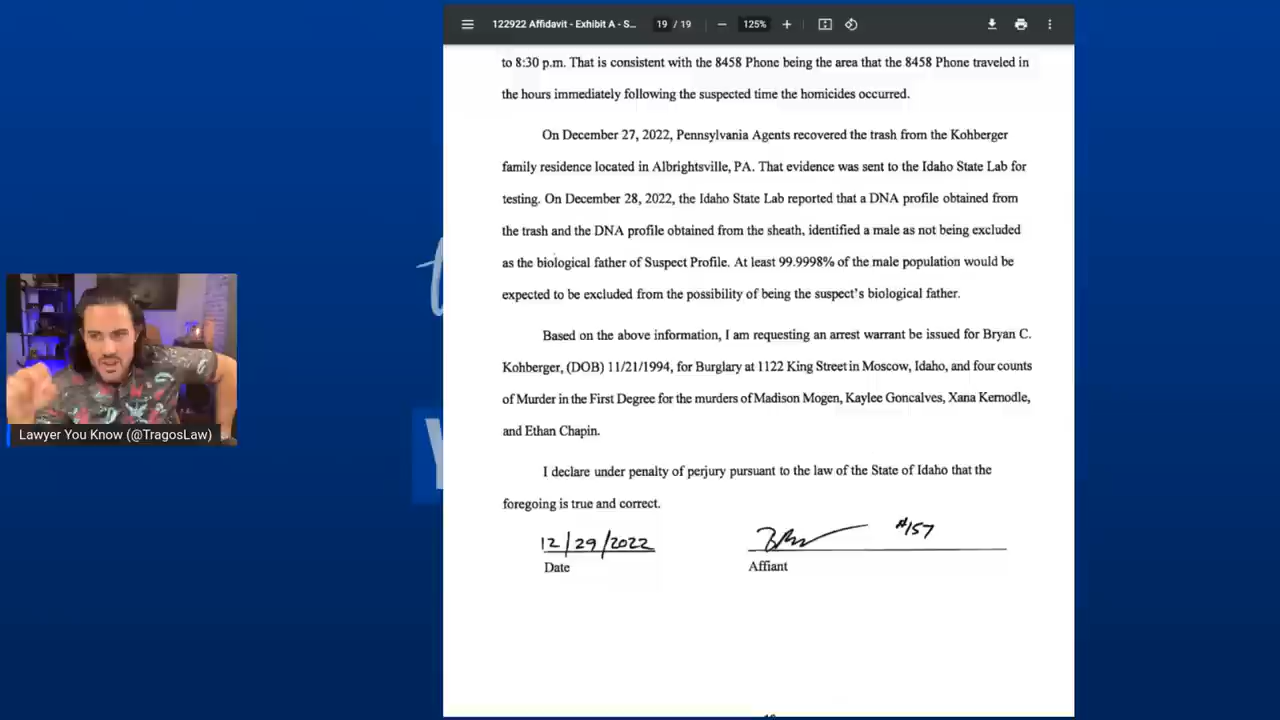 122922 Affidavit - Exhibit A - S...
19 / 19
125%
to 8:30 p.m. That is consistent with the 8458 Phone being the area that the 8458 Phone traveled in
the hours immediately following the suspected time the homicides occurred.
On December 27, 2022, Pennsylvania Agents recovered the trash from the Kohberger
family residence located in Albrightsville, PA. That evidence was sent to the Idaho State Lab for
testing. On December 28, 2022, the Idaho State Lab reported that a DNA profile obtained from
the trash and the DNA profile obtained from the sheath, identified a male as not being excluded
as the biological father of Suspect Profile. At least 99.9998% of the male population would be
expected to be excluded from the possibility of being the suspect's biological father.
Based on the above information, I am requesting an arrest warrant be issued for Bryan C.
Kohberger, (DOB) 11/21/1994, for Burglary at 1122 King Street in Moscow, Idaho, and four counts
of Murder in the First Degree for the murders of Madison Mogen, Kaylee Goncalves, Xana Kernodle,
and Ethan Chapin.
I declare under penalty of perjury pursuant to the law of the State of Idaho that the
foregoing is true and correct.
12/29/2022
#157
Date
Affiant
Lawyer You Know (@TragosLaw)